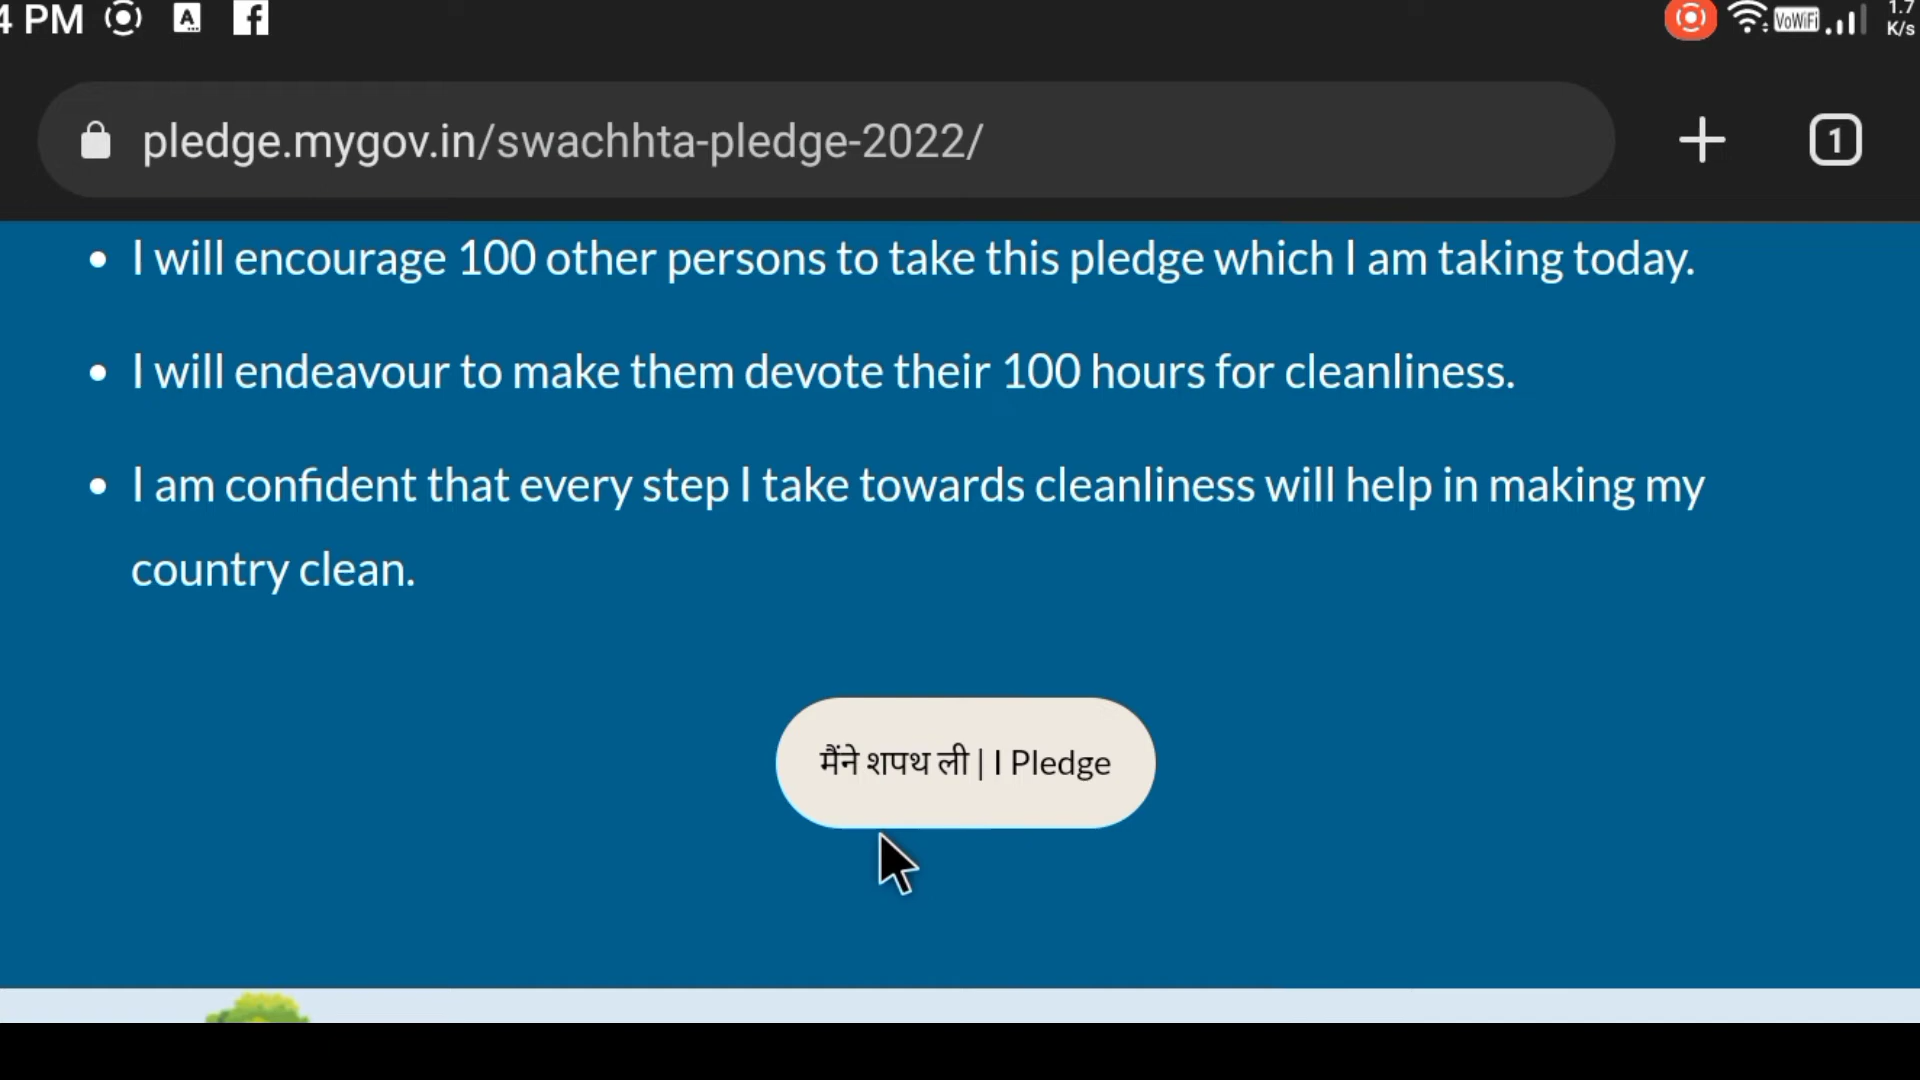 4 PM
A
f
VoWiFi
1.7
K/s
pledge.mygov.in/swachhta-pledge-2022/
1
• I will encourage 100 other persons to take this pledge which I am taking today.
• I will endeavour to make them devote their 100 hours for cleanliness.
• I am confident that every step I take towards cleanliness will help in making my
country clean.
मैंने शपथ ली | I Pledge